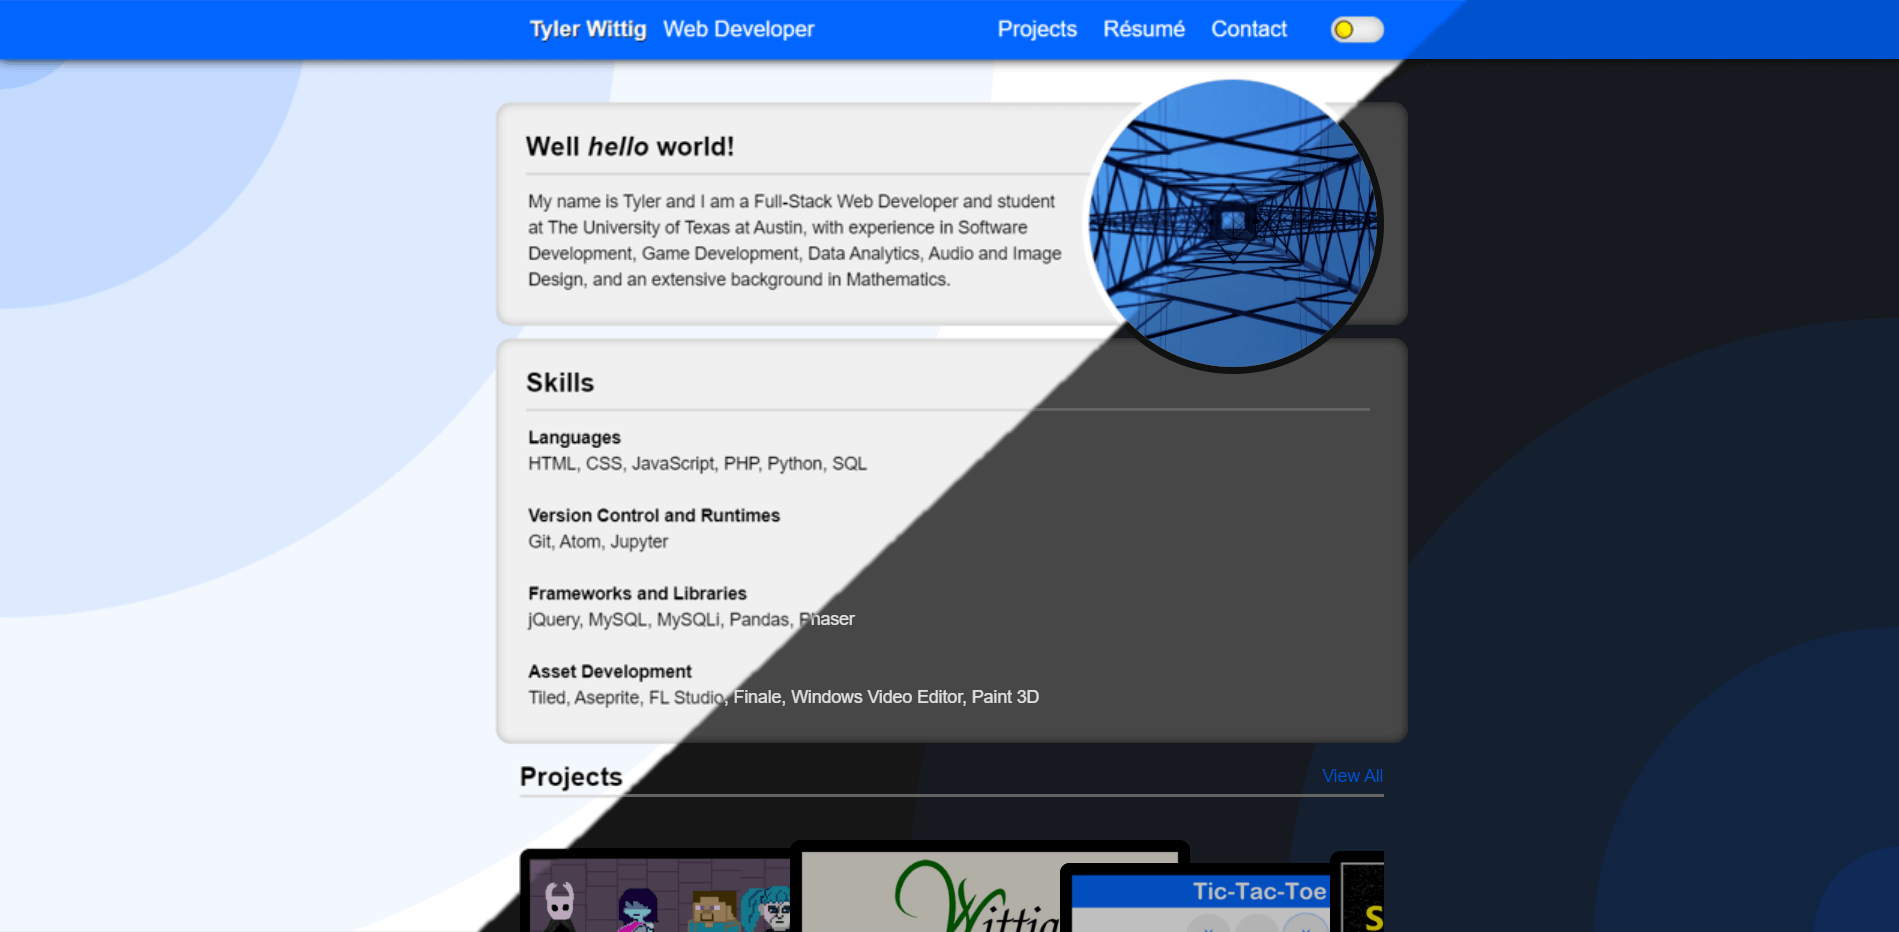 Tyler Wittig Web Developer Projects Résumé Contact
Well hello world!
My name is Tyler and I am a Full-Stack Web Developer and student
at The University of Texas at Austin, with experience in Software
Development, Game Development, Data Analytics, Audio and Image
Design, and an extensive background in Mathematics.
Skills
Languages
HTML, CSS, JavaScript, PHP, Python, SQL
Version Control and Runtimes
Git, Atom, Jupyter
Frameworks and Libraries
jQuery, MySQL, MySQLi, Pandas, Phaser
Asset Development
Tiled, Aseprite, FL Studio, Finale, Windows Video Editor, Paint 3D
Projects View All
Wittig
Tic-Tac-Toe
S